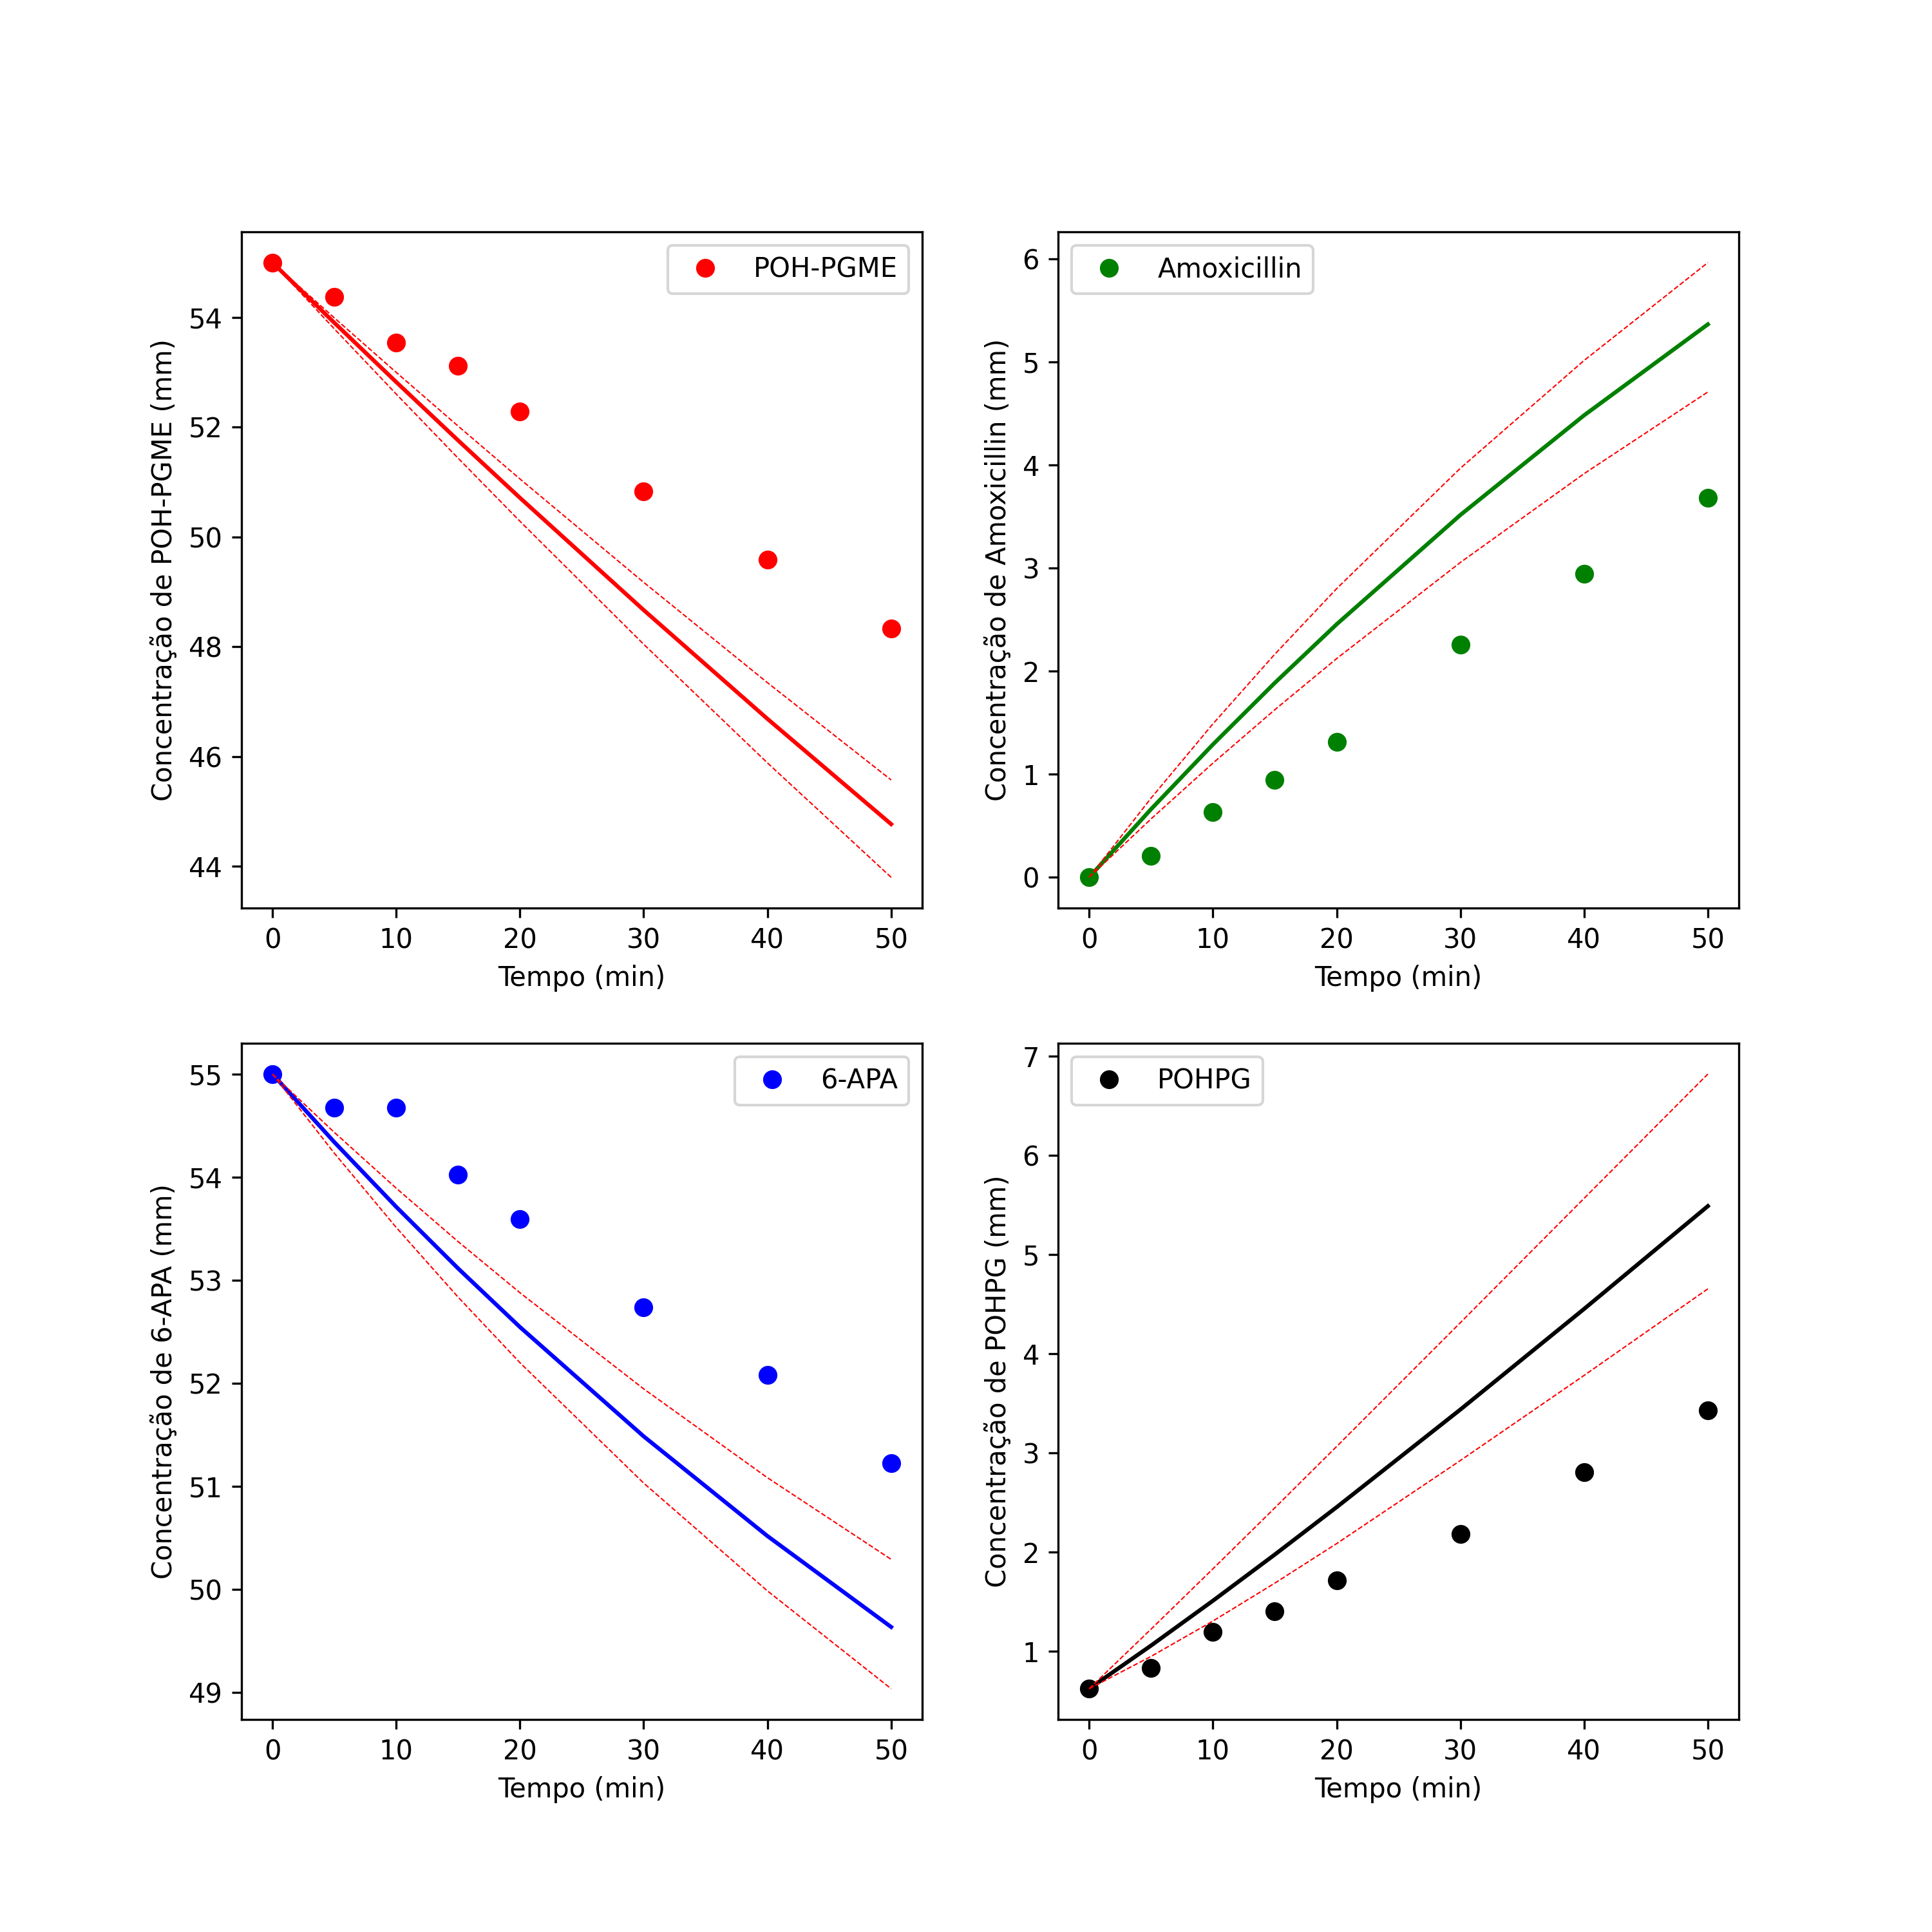 POH-PGME
54
52
50
48
46
44
Concentração de POH-PGME (mm)
0 10 20 30 40 50
Tempo (min)
Amoxicillin
6
5
4
3
2
1
0
Concentração de Amoxicillin (mm)
0 10 20 30 40 50
Tempo (min)
6-APA
55
54
53
52
51
50
49
Concentração de 6-APA (mm)
0 10 20 30 40 50
Tempo (min)
POHPG
7
6
5
4
3
2
1
Concentração de POHPG (mm)
0 10 20 30 40 50
Tempo (min)